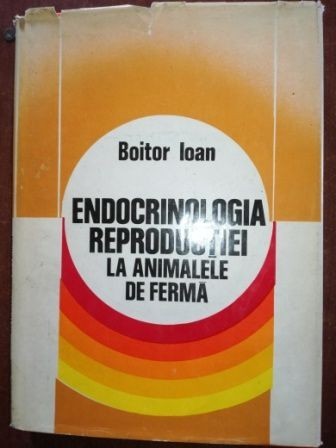 Boitor Ioan
ENDOCRINOLOGIA
REPRODUCȚIEI
LA ANIMALELE
DE FERMĂ